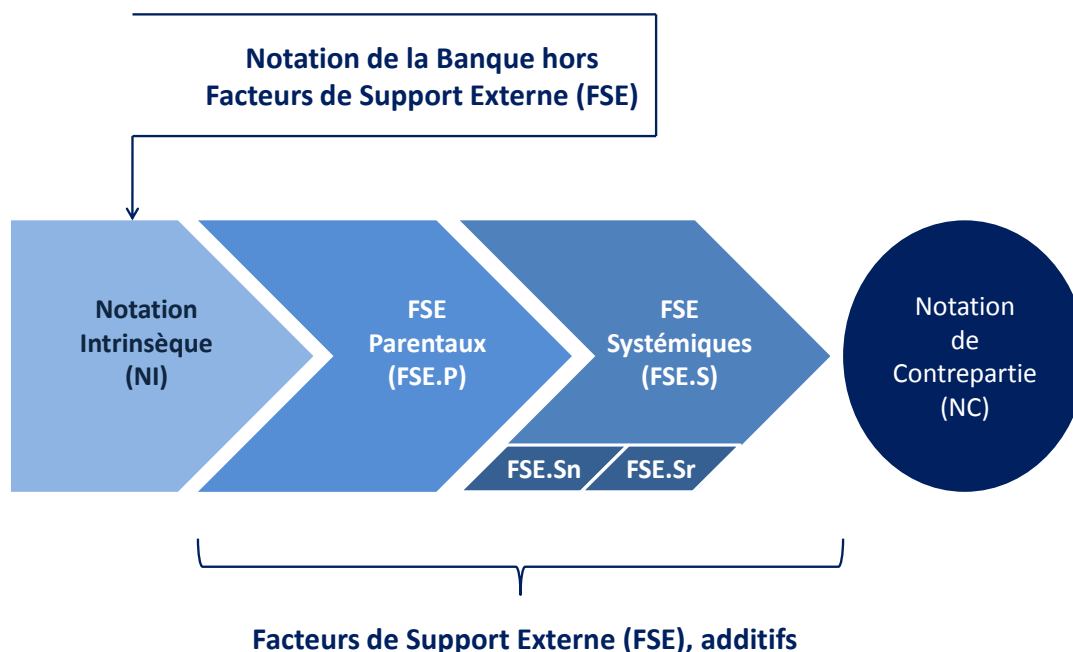 Notation de la Banque hors
Facteurs de Support Externe (FSE)
Notation
Intrinsèque
(NI)
FSE
Parentaux
(FSE.P)
FSE
Systémiques
(FSE.S)
FSE.Sn
FSE.Sr
Notation
de
Contrepartie
(NC)
Facteurs de Support Externe (FSE), additifs